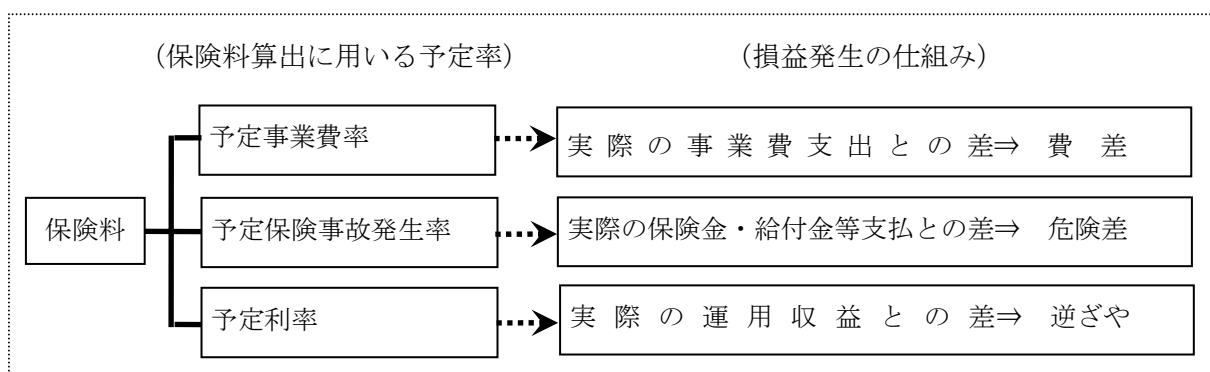 (保険料算出に用いる予定率) (損益発生の仕組み)
予定事業費率 実際の事業費支出との差⇒ 費 差
保険料 予定保険事故発生率 実際の保険金・給付金等支払との差⇒ 危険差
予定利率 実際の運用収益との差⇒ 逆ざや